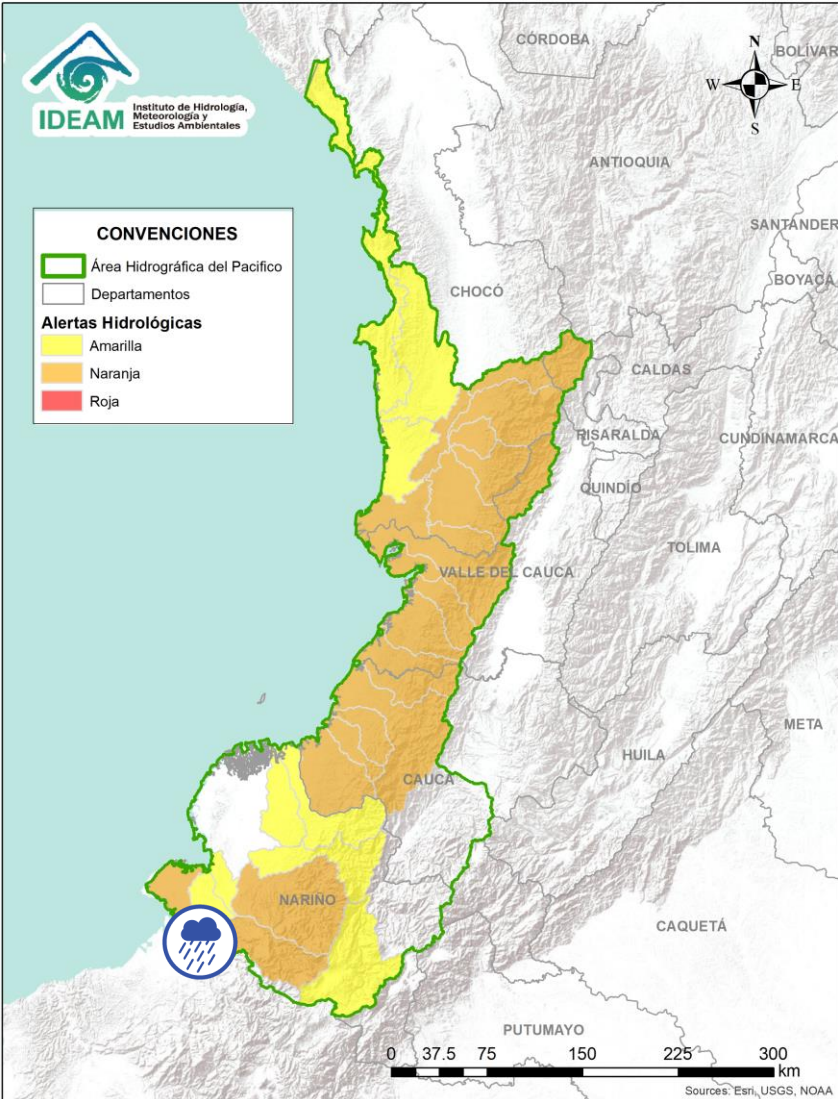 IDEAM
Instituto de Hidrología,
Meteorología y
Estudios Ambientales
N
W
E
S
CÓRDOBA
BOLÍVAR
ANTIOQUIA
SANTANDER
BOYACÁ
CONVENCIONES
Área Hidrográfica del Pacifico
Departamentos
Alertas Hidrológicas
Amarilla
Naranja
Roja
CHOCÓ
CALDAS
RISARALDA
CUNDINAMARCA
QUINDÍO
TOLIMA
VALLE DEL CAUCA
META
HUILA
CAUCA
NARIÑO
CAQUETÁ
PUTUMAYO
0 37.5 75 150 225 300
km
Sources: Esri, USGS, NOAA